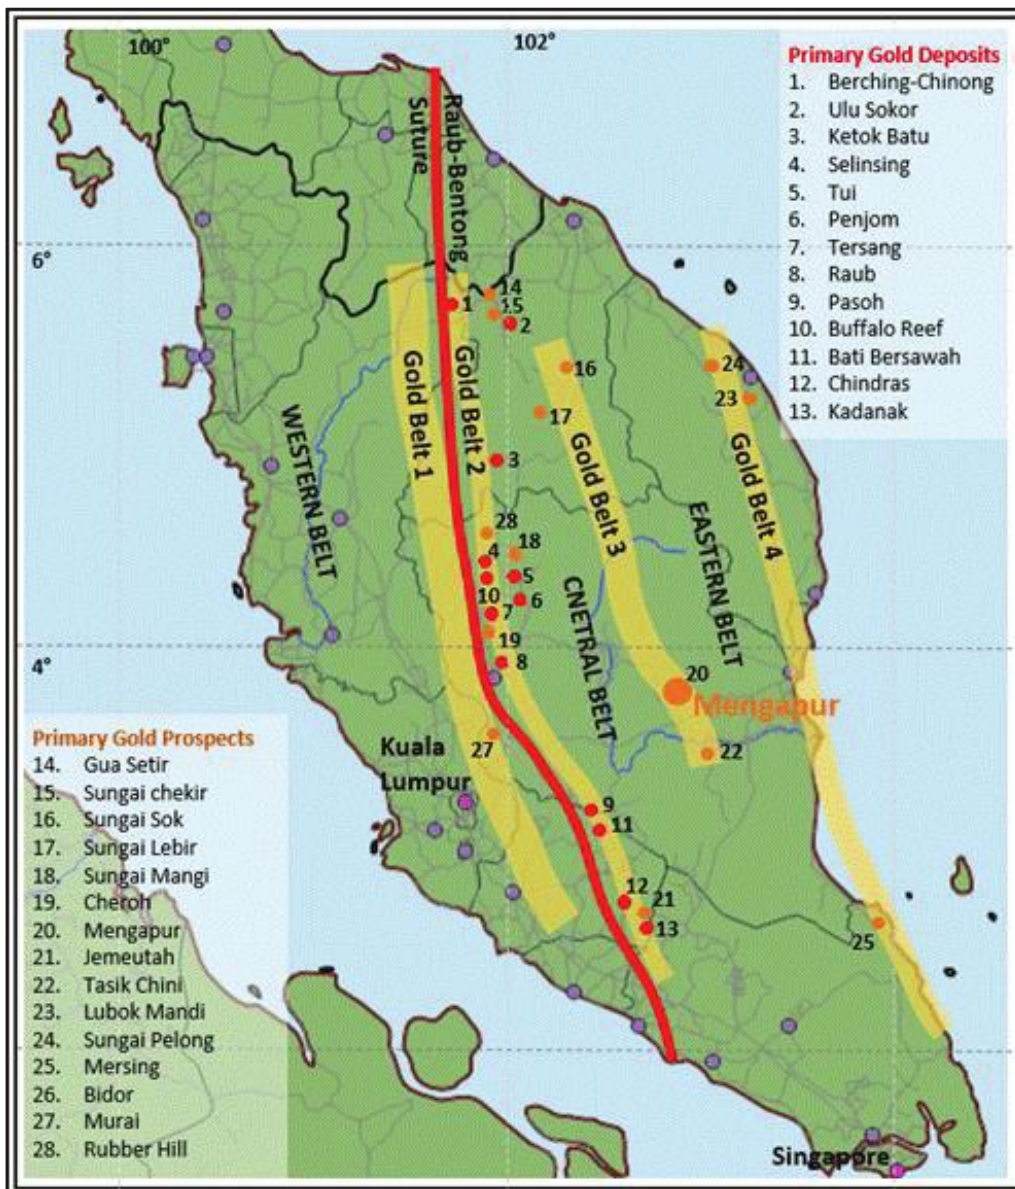 100°
102°
Primary Gold Deposits
1. Berching-Chinong
2. Ulu Sokor
3. Ketok Batu
4. Selinsing
5. Tui
6. Penjom
7. Tersang
8. Raub
9. Pasoh
10. Buffalo Reef
11. Bati Bersawah
12. Chindras
13. Kadanak
Raub-Bentong
Suture
6°
14
1
15
2
16
24
23
17
Gold Belt 1
Gold Belt 2
Gold Belt 3
Gold Belt 4
WESTERN BELT
3
28
18
4
5
10
6
7
19
8
EASTERN BELT
CNETRAL BELT
4°
20
Mengapur
22
27
Kuala
Lumpur
9
11
12
21
13
25
Primary Gold Prospects
14. Gua Setir
15. Sungai chekir
16. Sungai Sok
17. Sungai Lebir
18. Sungai Mangi
19. Cheroh
20. Mengapur
21. Jemeutah
22. Tasik Chini
23. Lubok Mandi
24. Sungai Pelong
25. Mersing
26. Bidor
27. Murai
28. Rubber Hill
Singapore